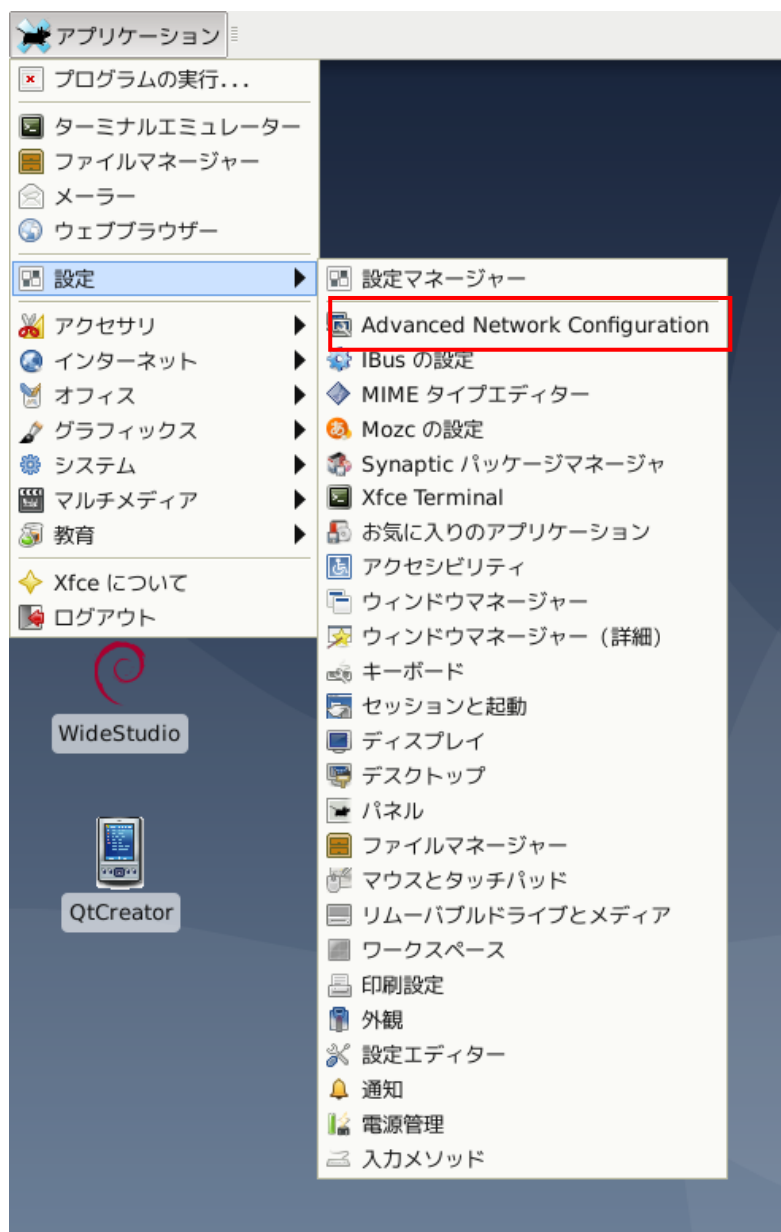 アプリケーション
プログラムの実行...
ターミナルエミュレーター
ファイルマネージャー
メーラー
ウェブブラウザー
設定
アクセサリ
インターネット
オフィス
グラフィックス
システム
マルチメディア
教育
Xfce について
ログアウト
設定マネージャー
Advanced Network Configuration
IBus の設定
MIME タイプエディター
Mozc の設定
Synaptic パッケージマネージャ
Xfce Terminal
お気に入りのアプリケーション
アクセシビリティ
ウィンドウマネージャー
ウィンドウマネージャー (詳細)
キーボード
セッションと起動
ディスプレイ
デスクトップ
パネル
ファイルマネージャー
マウスとタッチパッド
リムーバブルドライブとメディア
ワークスペース
印刷設定
外観
設定エディター
通知
電源管理
入力メソッド
WideStudio
QtCreator